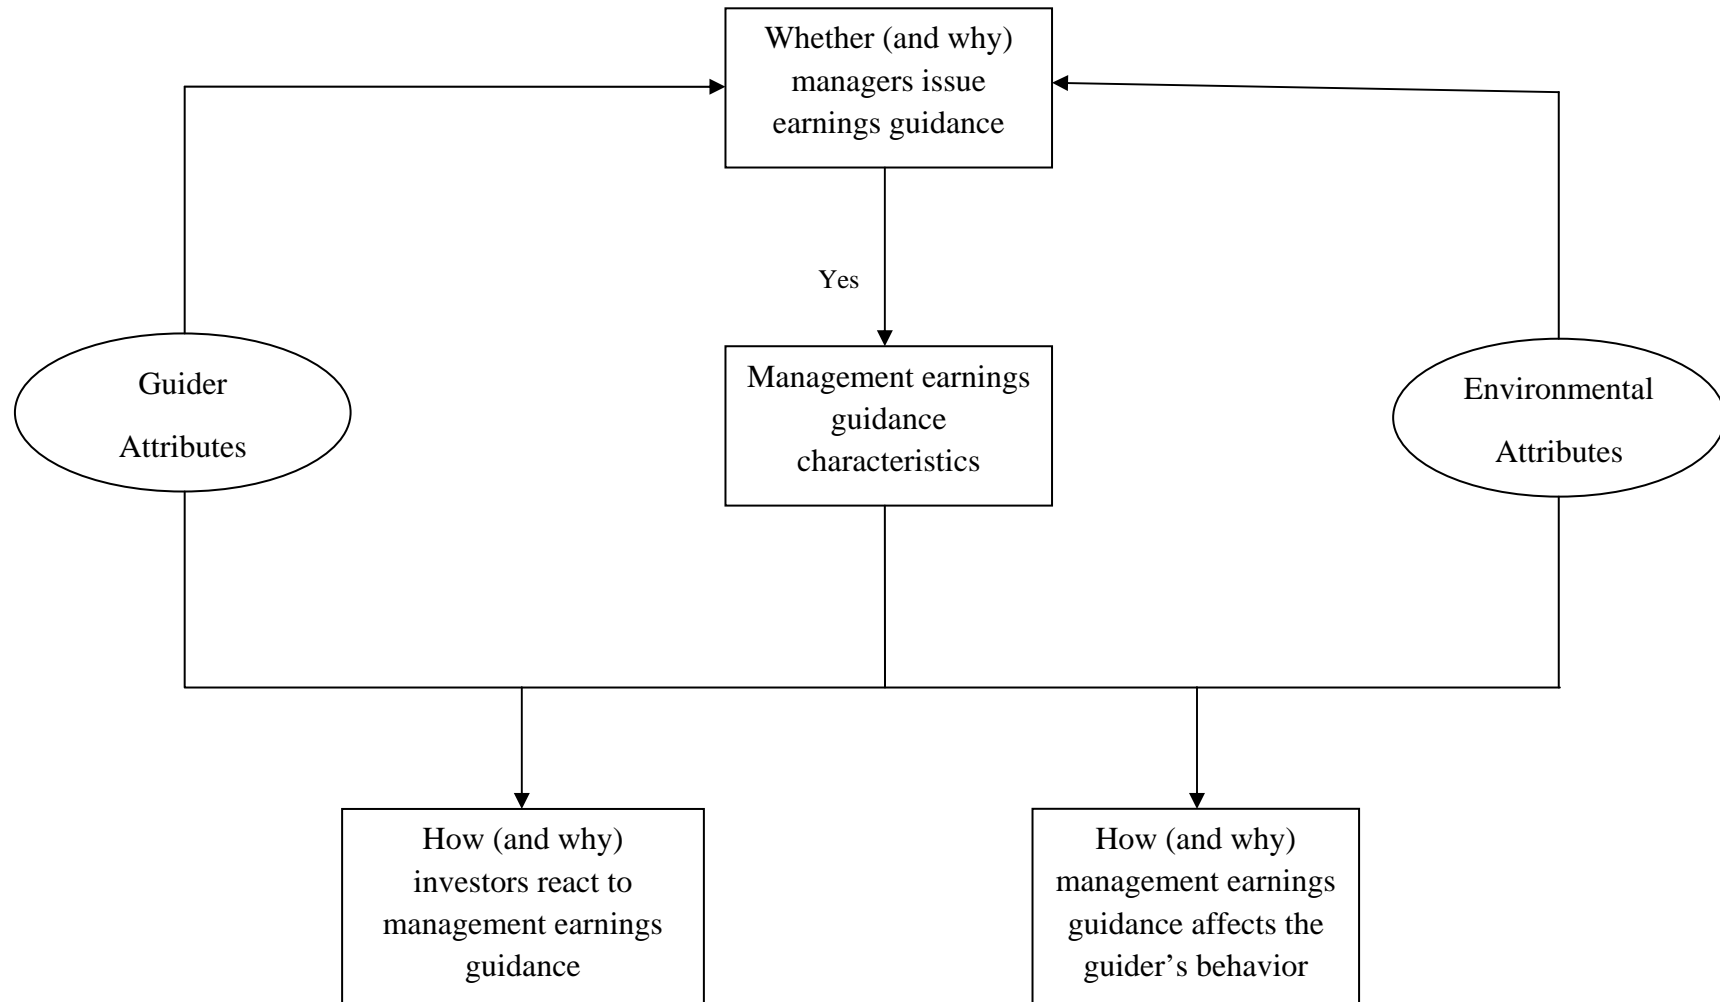 Whether (and why)
managers issue
earnings guidance
Yes
Guider
Attributes
Management earnings
guidance
characteristics
Environmental
Attributes
How (and why)
investors react to
management earnings
guidance
How (and why)
management earnings
guidance affects the
guider’s behavior